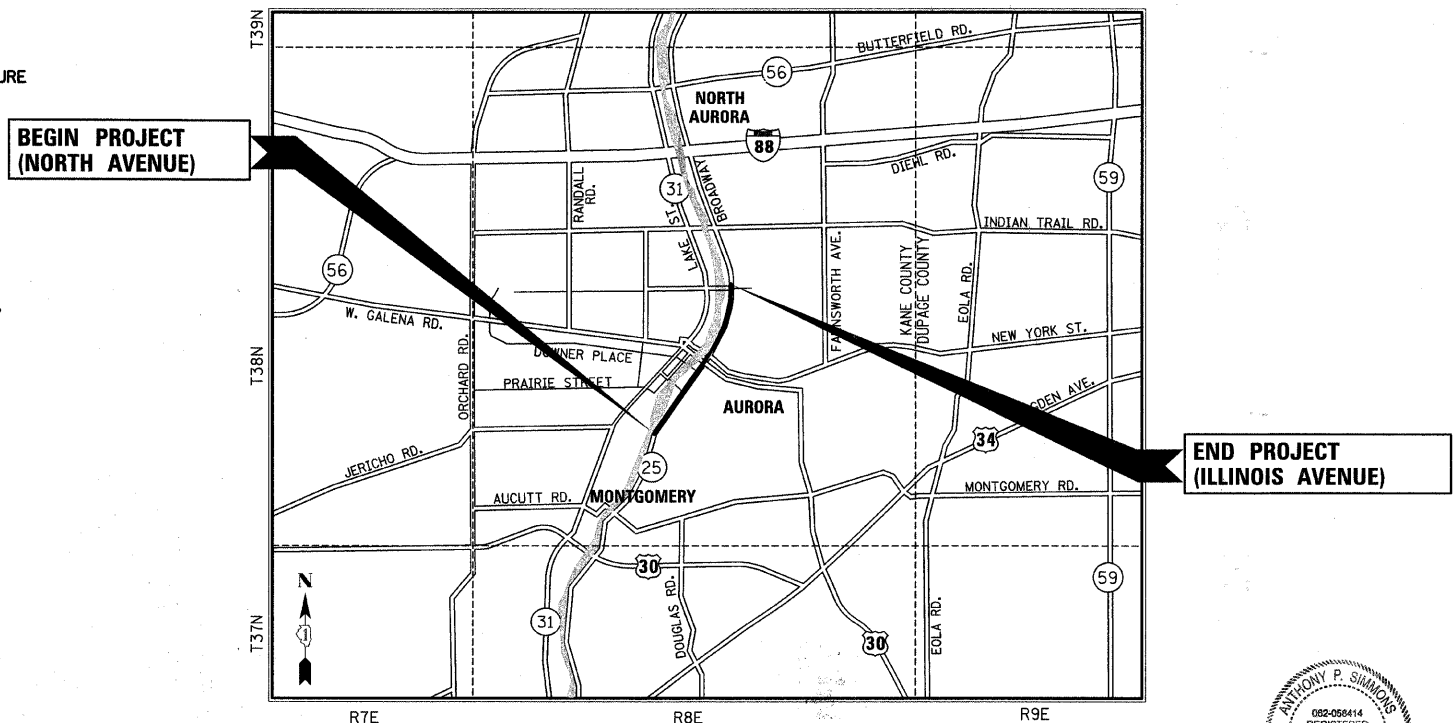 T39N
URE
BUTTERFIELD RD.
56
NORTH
AURORA
BEGIN PROJECT
(NORTH AVENUE)
88
DIEHL RD.
RANDALL
RD.
31
BROADWAY
59
LAKE ST.
INDIAN TRAIL RD.
56
FARNSWORTH AVE.
KANE COUNTY
DUPAGE COUNTY
EOLA RD.
W. GALENA RD.
NEW YORK ST.
T38N
ORCHARD RD.
DOWNER PLACE
PRAIRIE STREET
AURORA
OGDEN AVE.
34
END PROJECT
(ILLINOIS AVENUE)
JERICHO RD.
25
MONTGOMERY RD.
AUCUTT RD.
MONTGOMERY
30
59
N
DOUGLAS RD.
EOLA RD.
T37N
31
30
R7E
R8E
R9E
ANTHONY P. SIMMONS
062-056414
REGISTERED